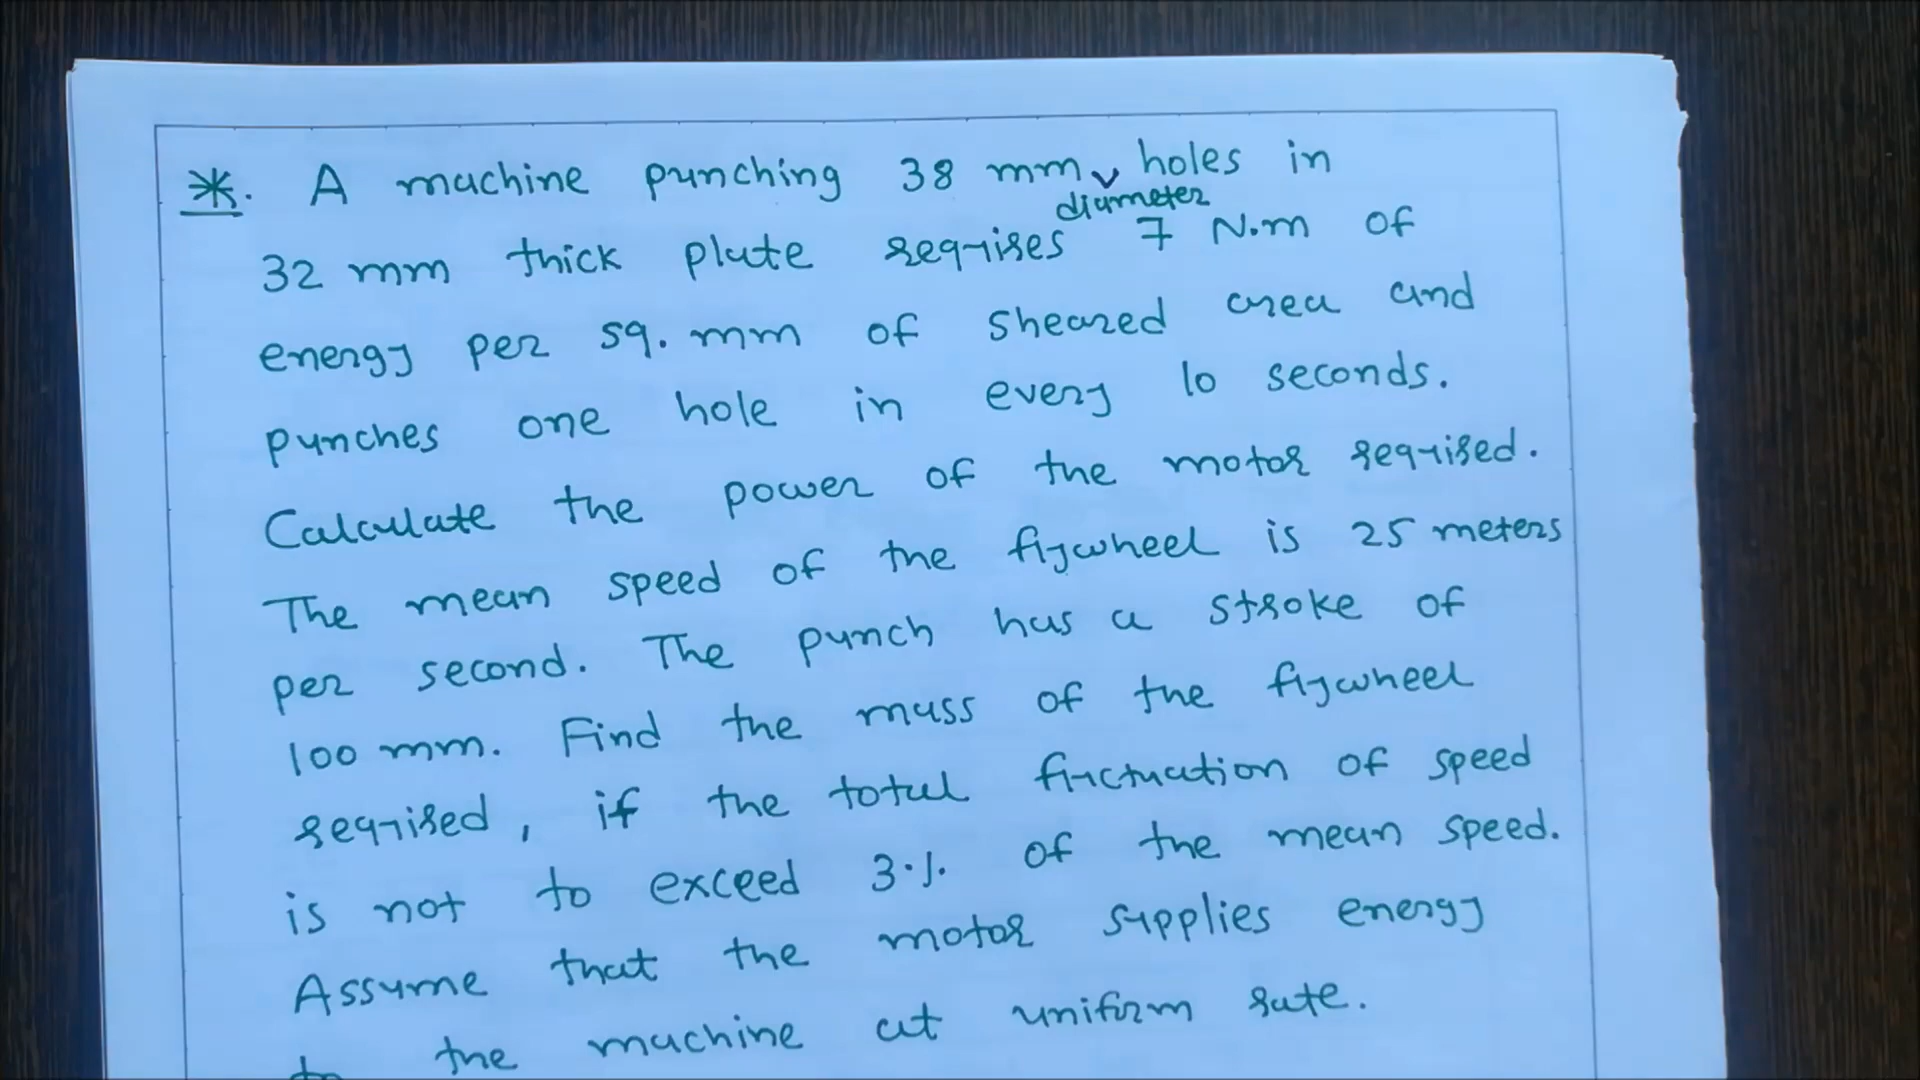 *. A machine punching 38 mm diameter holes in
32 mm thick plate requires 7 N.m of
energy per sq. mm of sheared area and
punches one hole in every 10 seconds.
Calculate the power of the motor required.
The mean speed of the flywheel is 25 meters
per second. The punch has a stroke of
100 mm. Find the mass of the flywheel
required, if the total fluctuation of speed
is not to exceed 3% of the mean speed.
Assume that the motor supplies energy
to the machine at uniform rate.